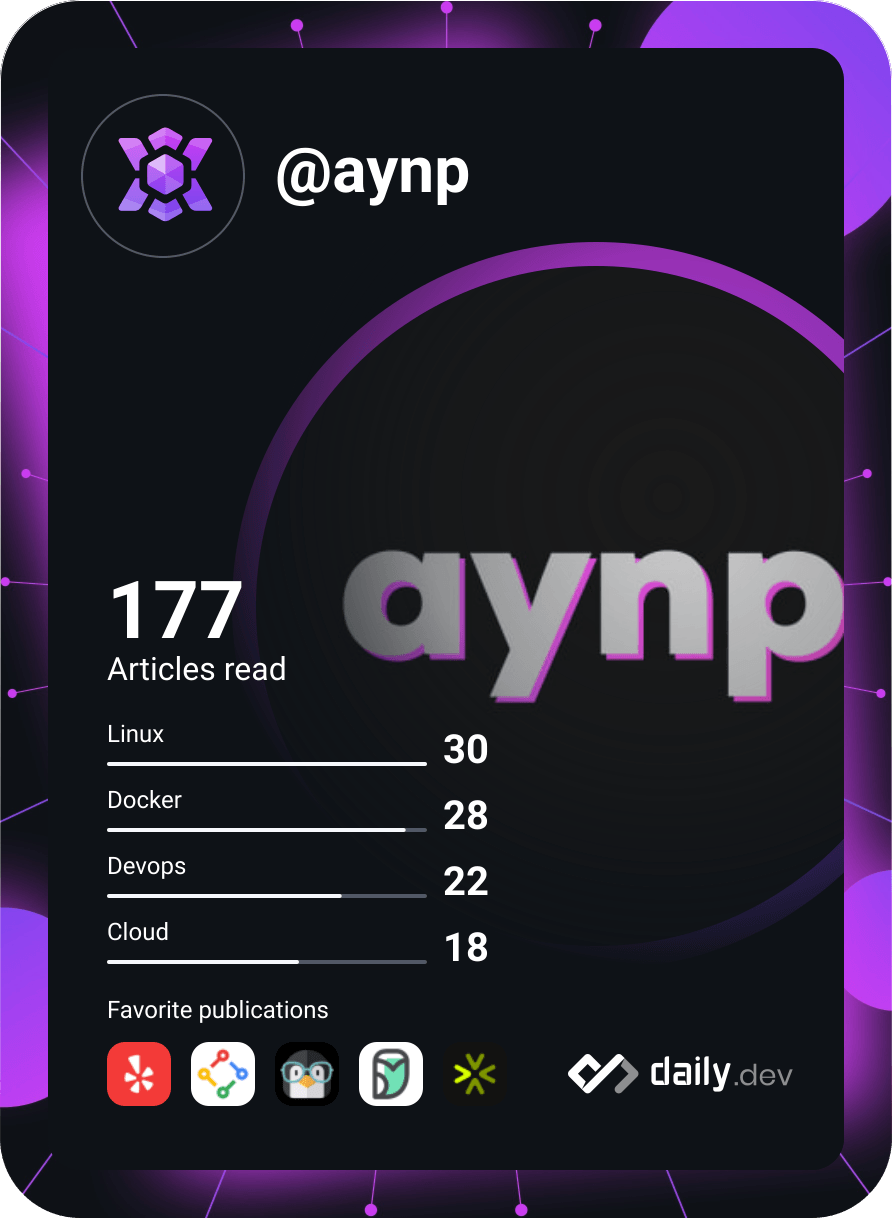 @aynp
aynp
177
Articles read
Linux
30
Docker
28
Devops
22
Cloud
18
Favorite publications
daily.dev